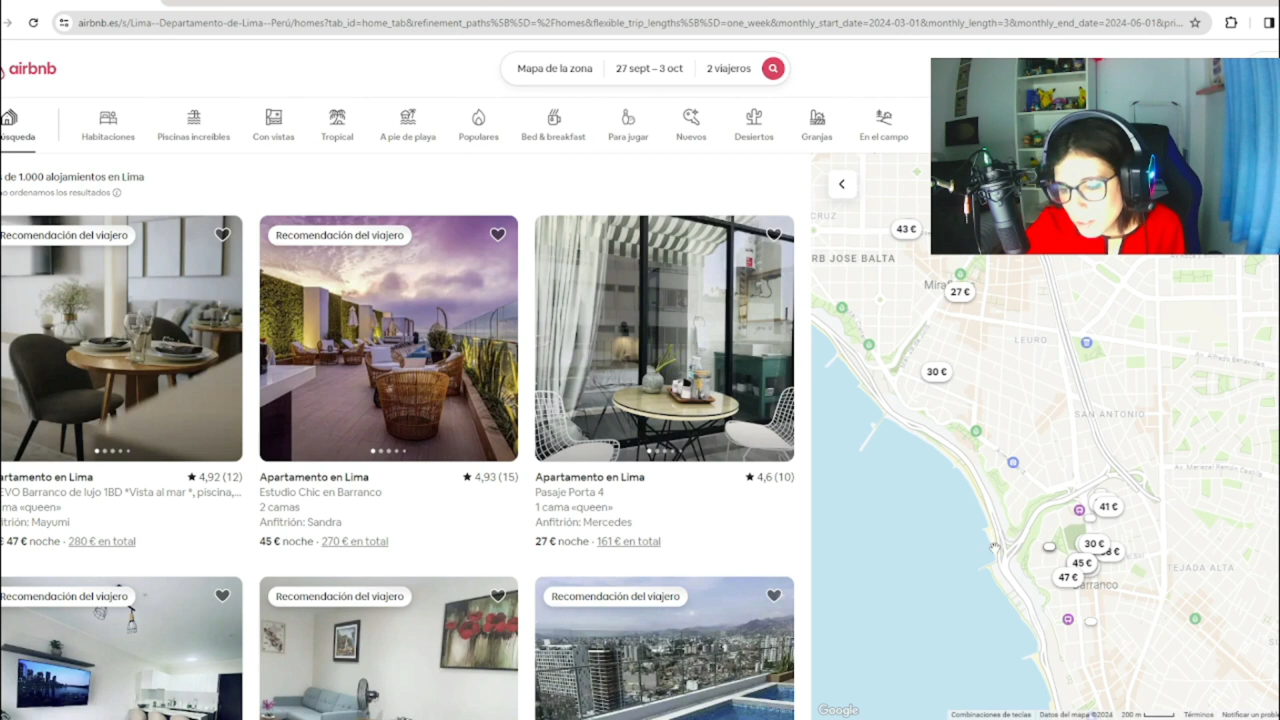 airbnb.es/s/Lima--Departamento-de-Lima--Perú/homes?tab_id=home_tab&refinement_paths%5B%5D=%2Fhomes&flexible_trip_lengths%5B%5D=one_week&monthly_start_date=2024-03-01&monthly_length=3&monthly_end_date=2024-06-01&pri...
airbnb
Mapa de la zona
27 sept – 3 oct
2 viajeros
úsqueda
Habitaciones
Piscinas increíbles
Con vistas
Tropical
A pie de playa
Populares
Bed & breakfast
Para jugar
Nuevos
Desiertos
Granjas
En el campo
s de 1.000 alojamientos en Lima
o ordenamos los resultados
Recomendación del viajero
Recomendación del viajero
artamento en Lima
4,92 (12)
EVO Barranco de lujo 1BD *Vista al mar *, piscina,...
ma «queen»
fitrión: Mayumi
47 € noche · 280 € en total
Apartamento en Lima
4,93 (15)
Estudio Chic en Barranco
2 camas
Anfitrión: Sandra
45 € noche · 270 € en total
Apartamento en Lima
4,6 (10)
Pasaje Porta 4
1 cama «queen»
Anfitrión: Mercedes
27 € noche · 161 € en total
Recomendación del viajero
Recomendación del viajero
Recomendación del viajero
CRUZ
43 €
RB JOSE BALTA
Miraf
27 €
LEURO
30 €
SAN ANTONIO
41 €
30 €
8 €
45 €
47 €
Barranco
TEJADA ALTA
Google
Combinaciones de teclas
Datos del mapa ©2024
200 m
Términos
Notificar un probl